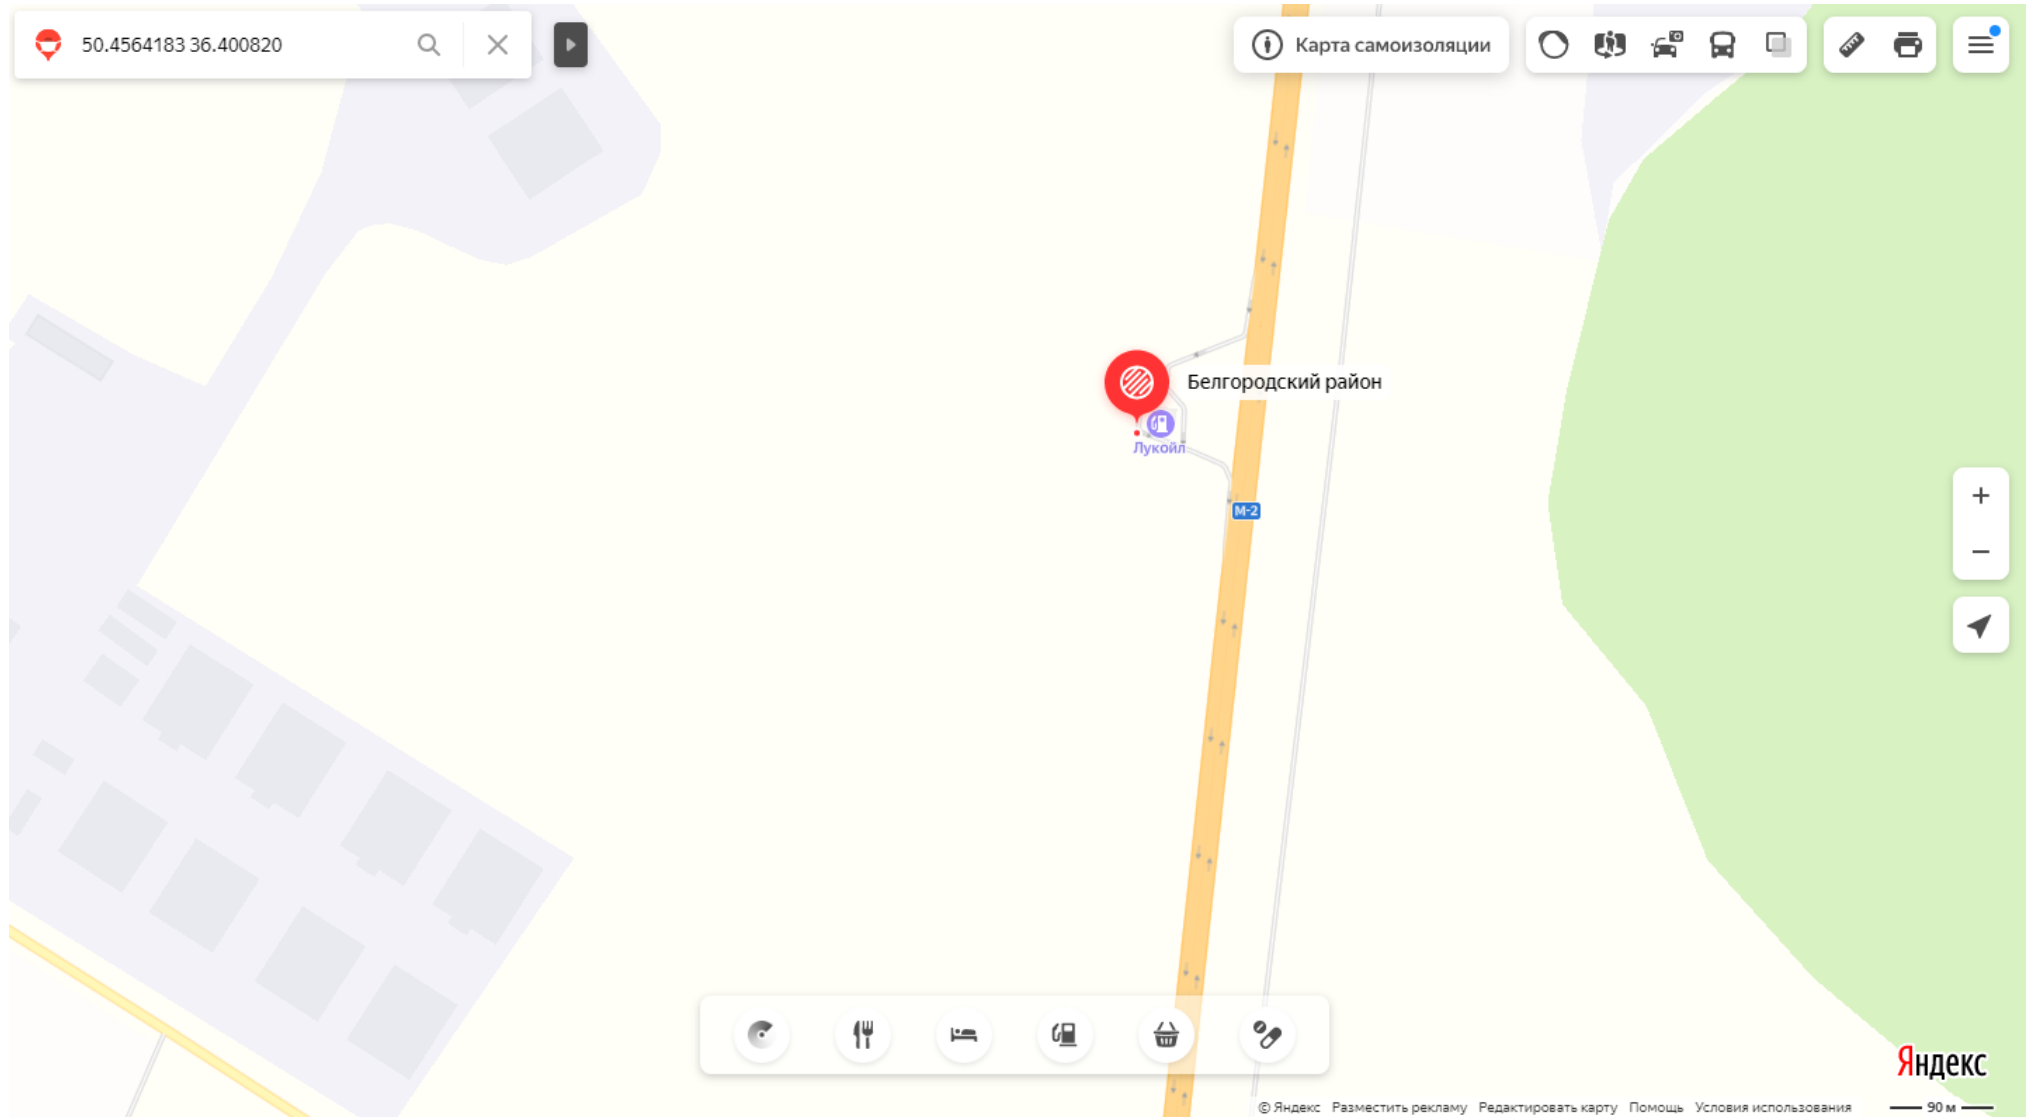 50.4564183 36.400820
Карта самоизоляции
Белгородский район
Лукойл
М-2
Яндекс
© Яндекс Разместить рекламу Редактировать карту Помощь Условия использования 90 м